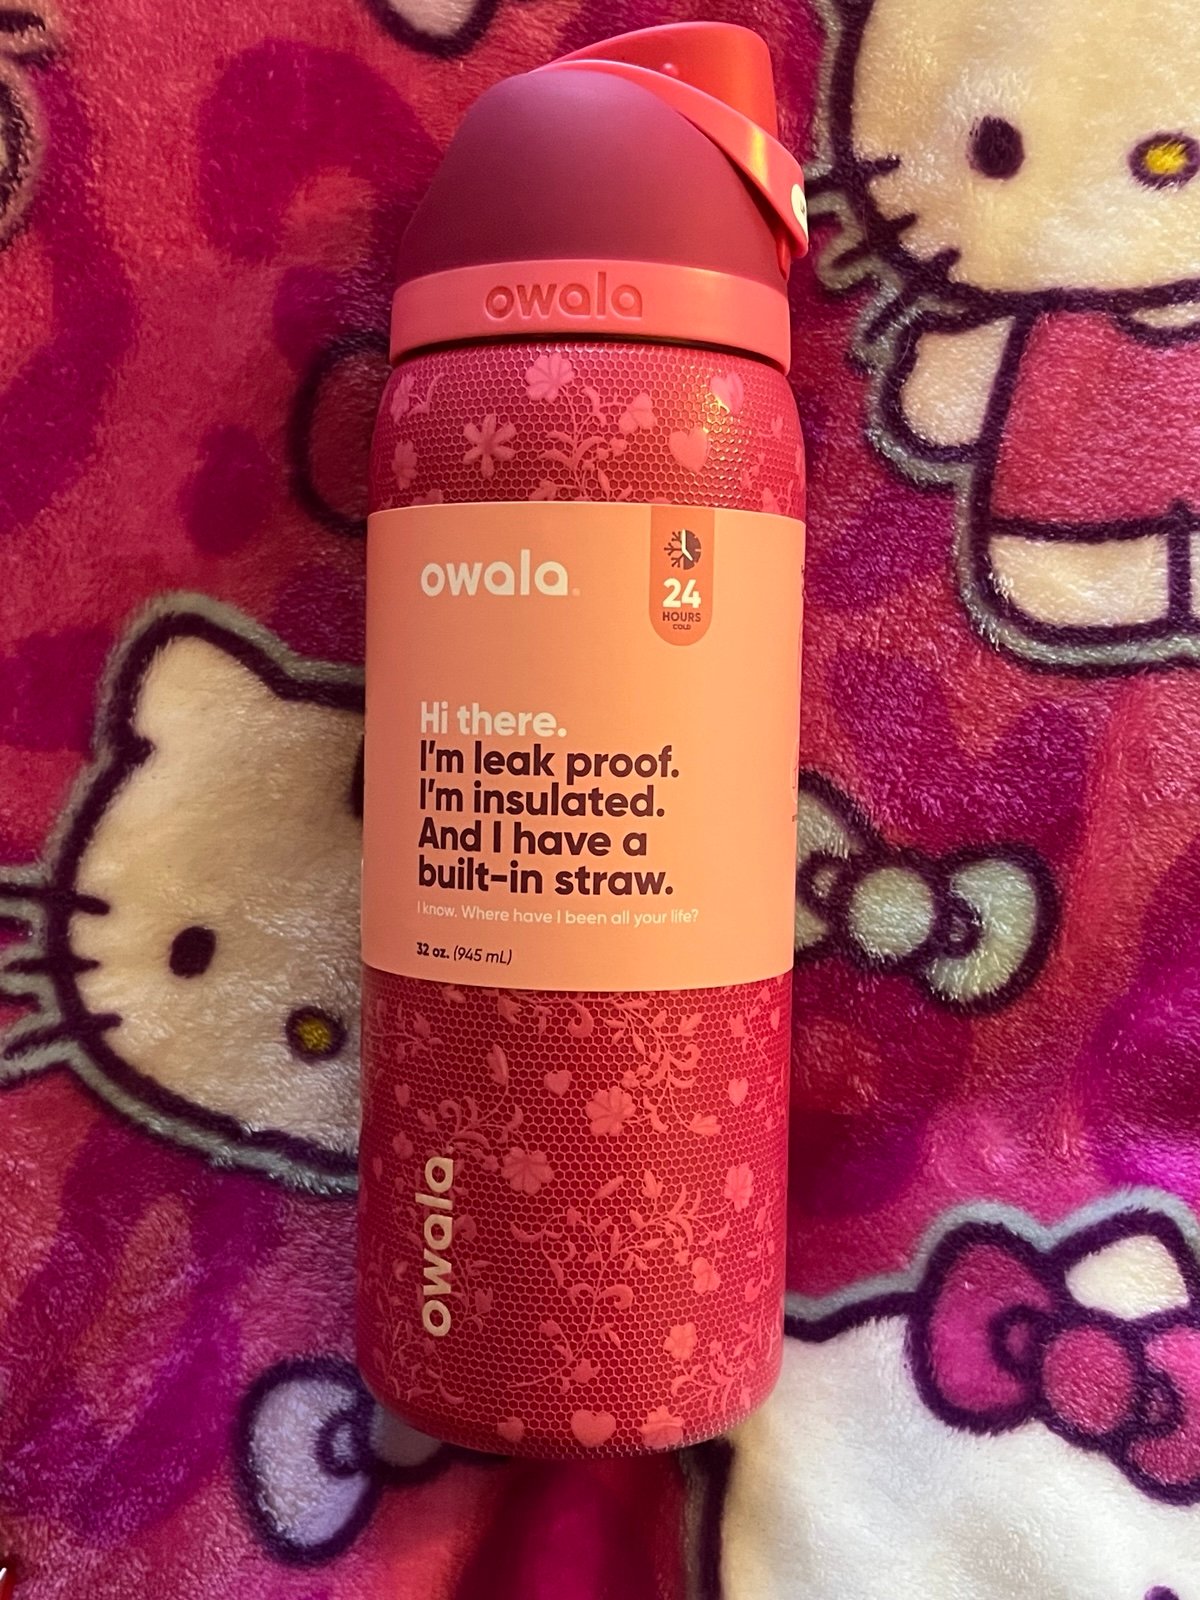 owala
owala
24
HOURS
COLD
Hi there.
I'm leak proof.
I'm insulated.
And I have a
built-in straw.
I know. Where have I been all your life?
32 oz. (945 mL)
owala